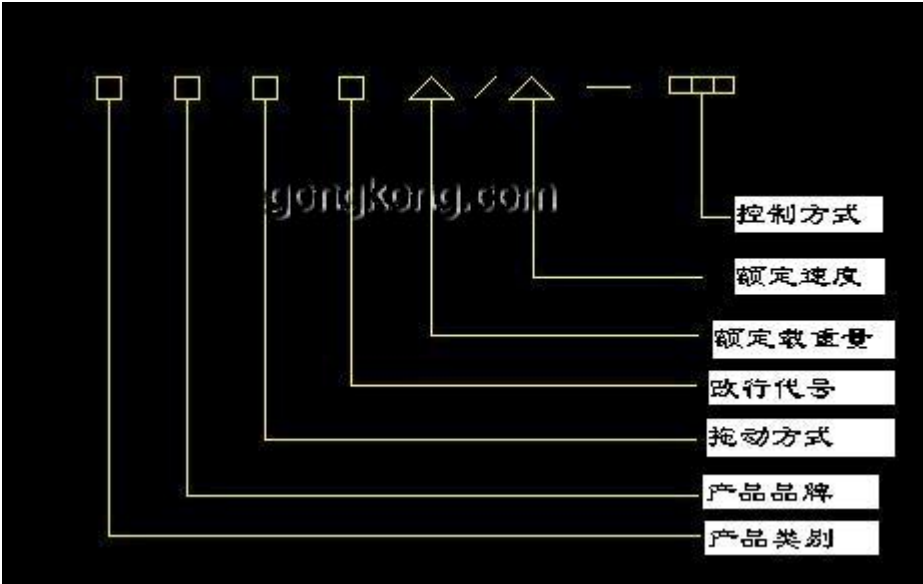 gongkong.com
控制方式
额定速度
额定载重量
改行代号
拖动方式
产品品牌
产品类别